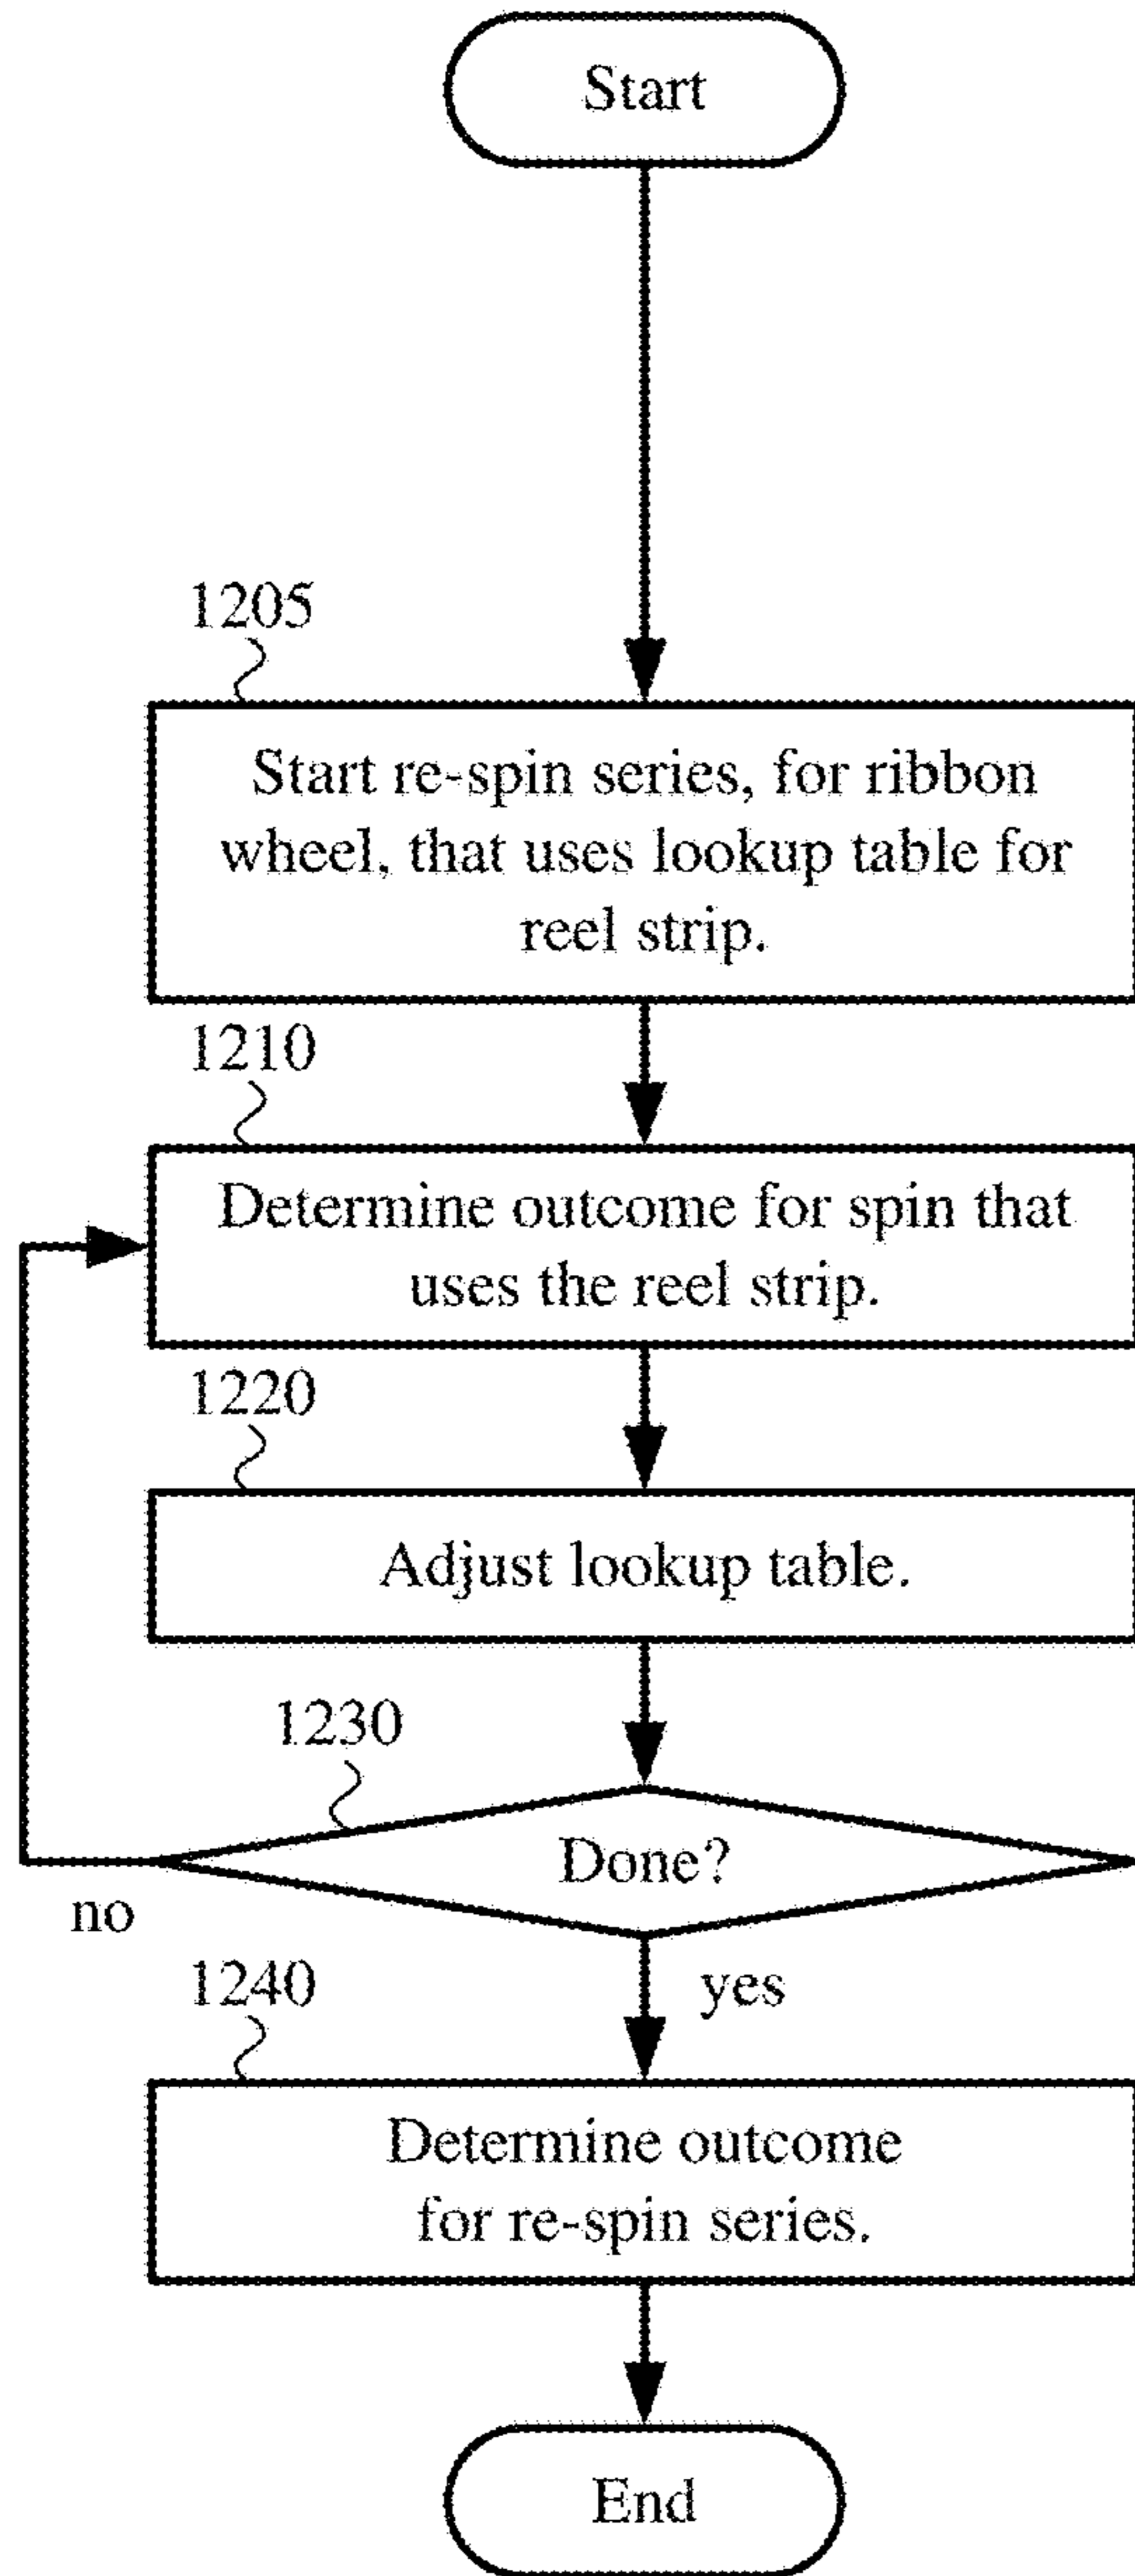 Start
1205
Start re-spin series, for ribbon
wheel, that uses lookup table for
reel strip.
1210
Determine outcome for spin that
uses the reel strip.
1220
Adjust lookup table.
1230
Done?
no
yes
1240
Determine outcome
for re-spin series.
End